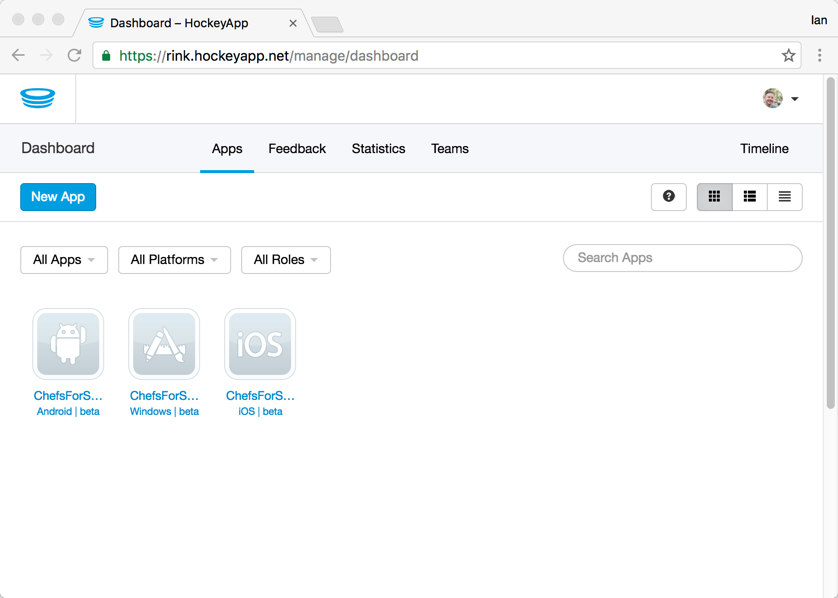 Dashboard – HockeyApp
Ian
https://rink.hockeyapp.net/manage/dashboard
Dashboard Apps Feedback Statistics Teams Timeline
New App
All Apps All Platforms All Roles Search Apps
iOS
ChefsForS... ChefsForS... ChefsForS...
Android | beta Windows | beta iOS | beta